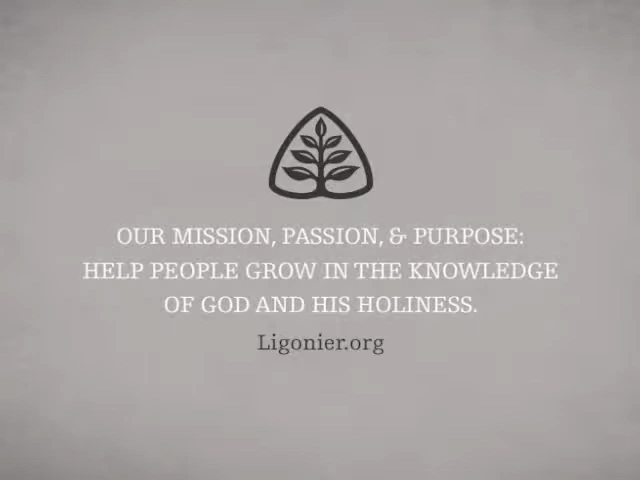 OUR MISSION, PASSION, & PURPOSE:
HELP PEOPLE GROW IN THE KNOWLEDGE
OF GOD AND HIS HOLINESS.
Ligonier.org